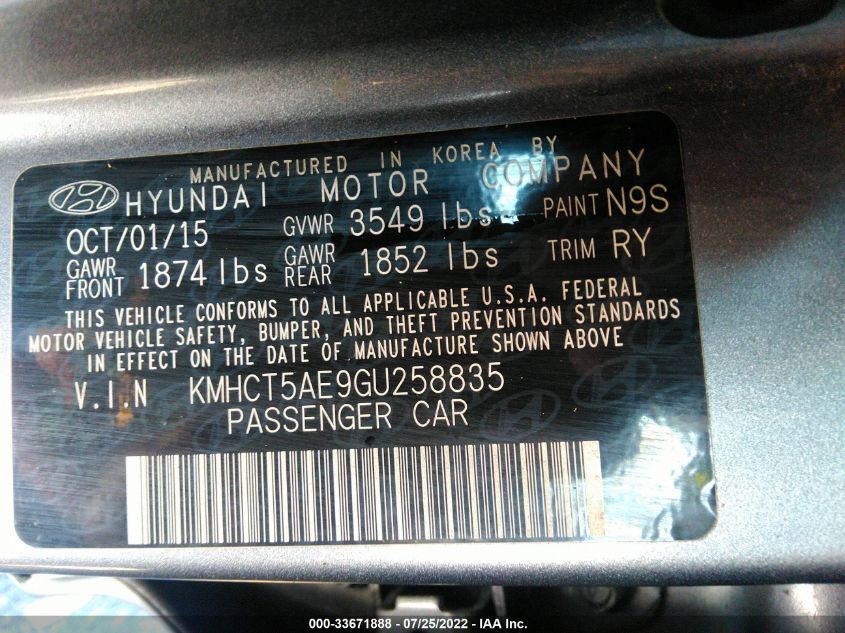 MANUFACTURED IN KOREA BY
HYUNDAI MOTOR COMPANY
OCT/01/15 GVWR 3549 lbs PAINT N9S
GAWR FRONT 1874 lbs GAWR REAR 1852 lbs TRIM RY
THIS VEHICLE CONFORMS TO ALL APPLICABLE U.S.A. FEDERAL
MOTOR VEHICLE SAFETY, BUMPER, AND THEFT PREVENTION STANDARDS
IN EFFECT ON THE DATE OF MANUFACTURE SHOWN ABOVE
V.I.N KMHCT5AE9GU258835
PASSENGER CAR
000-33671888 - 07/25/2022 - IAA Inc.